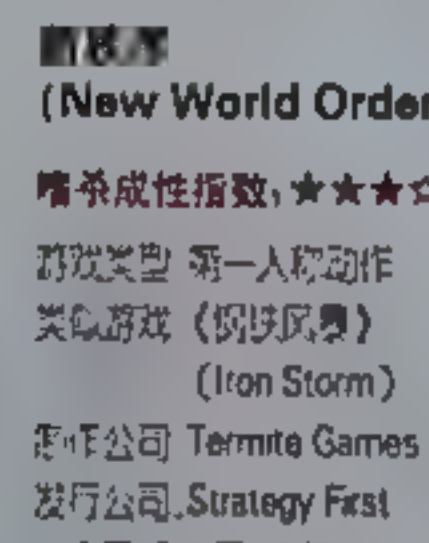 (New World Order
嗜杀成性指数:★★★☆
游戏类型 第一人称动作
类似游戏《钢铁风暴》
(Iron Storm)
制作公司 Termite Games
发行公司 Strategy First